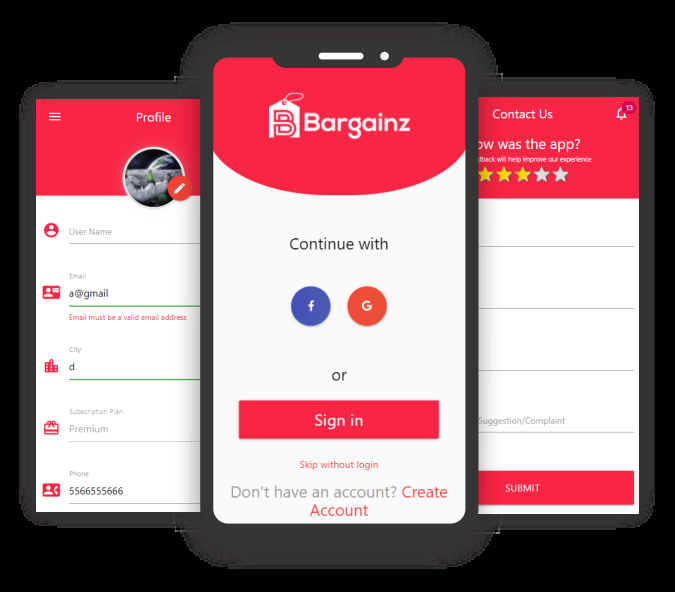 Profile
User Name
Email
a@gmail
Email must be a valid email address
City
d
Subscription Plan
Premium
Phone
5566555666
Bargainz
Continue with
f
G
or
Sign in
Skip without login
Don't have an account? Create
Account
Contact Us
13
ow was the app?
dback will help improve our experience
Suggestion/Complaint
SUBMIT